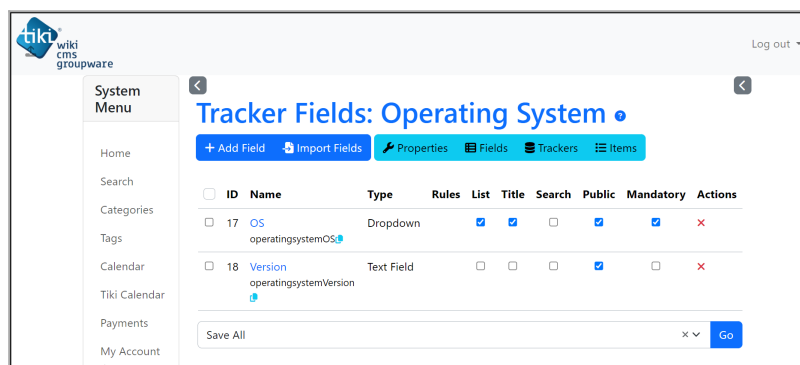 tiki
wiki
cms
groupware
Log out
System
Menu
Home
Search
Categories
Tags
Calendar
Tiki Calendar
Payments
My Account
Tracker Fields: Operating System
Add Field Import Fields Properties Fields Trackers Items
ID Name Type Rules List Title Search Public Mandatory Actions
17 OS Dropdown
operatingsystemOS
18 Version Text Field
operatingsystemVersion
Save All Go